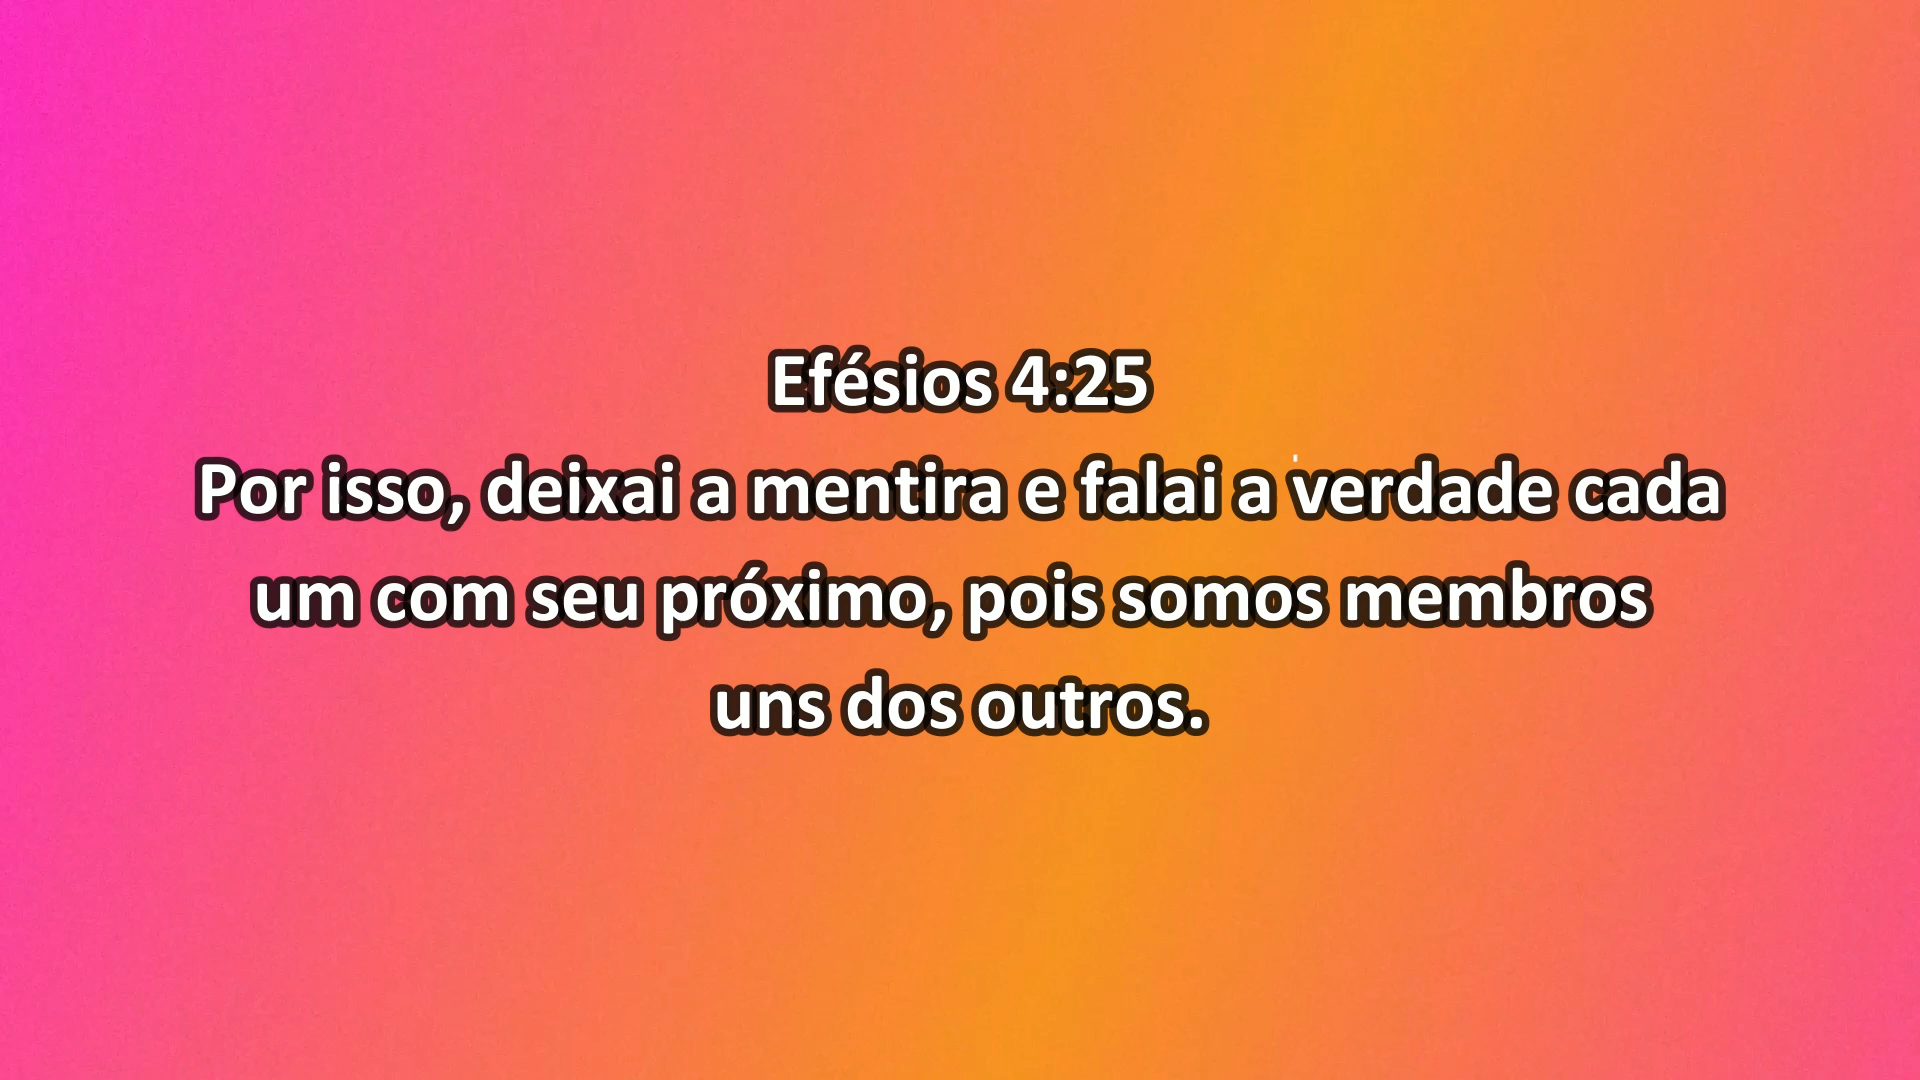 Efésios 4:25
Por isso, deixai a mentira e falai a verdade cada
um com seu próximo, pois somos membros
uns dos outros.